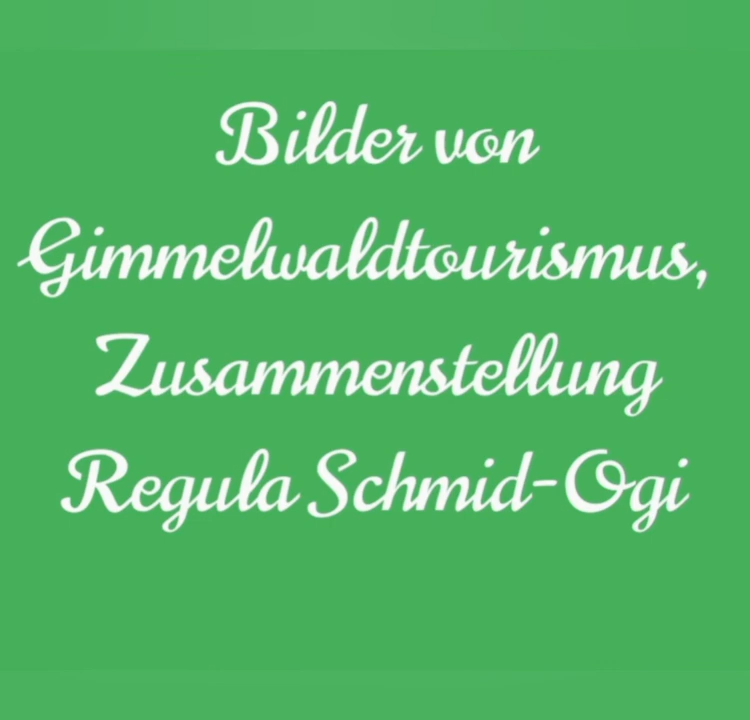 Bilder von
Gimmelwaldtourismus,
Zusammenstellung
Regula Schmid-Ogi